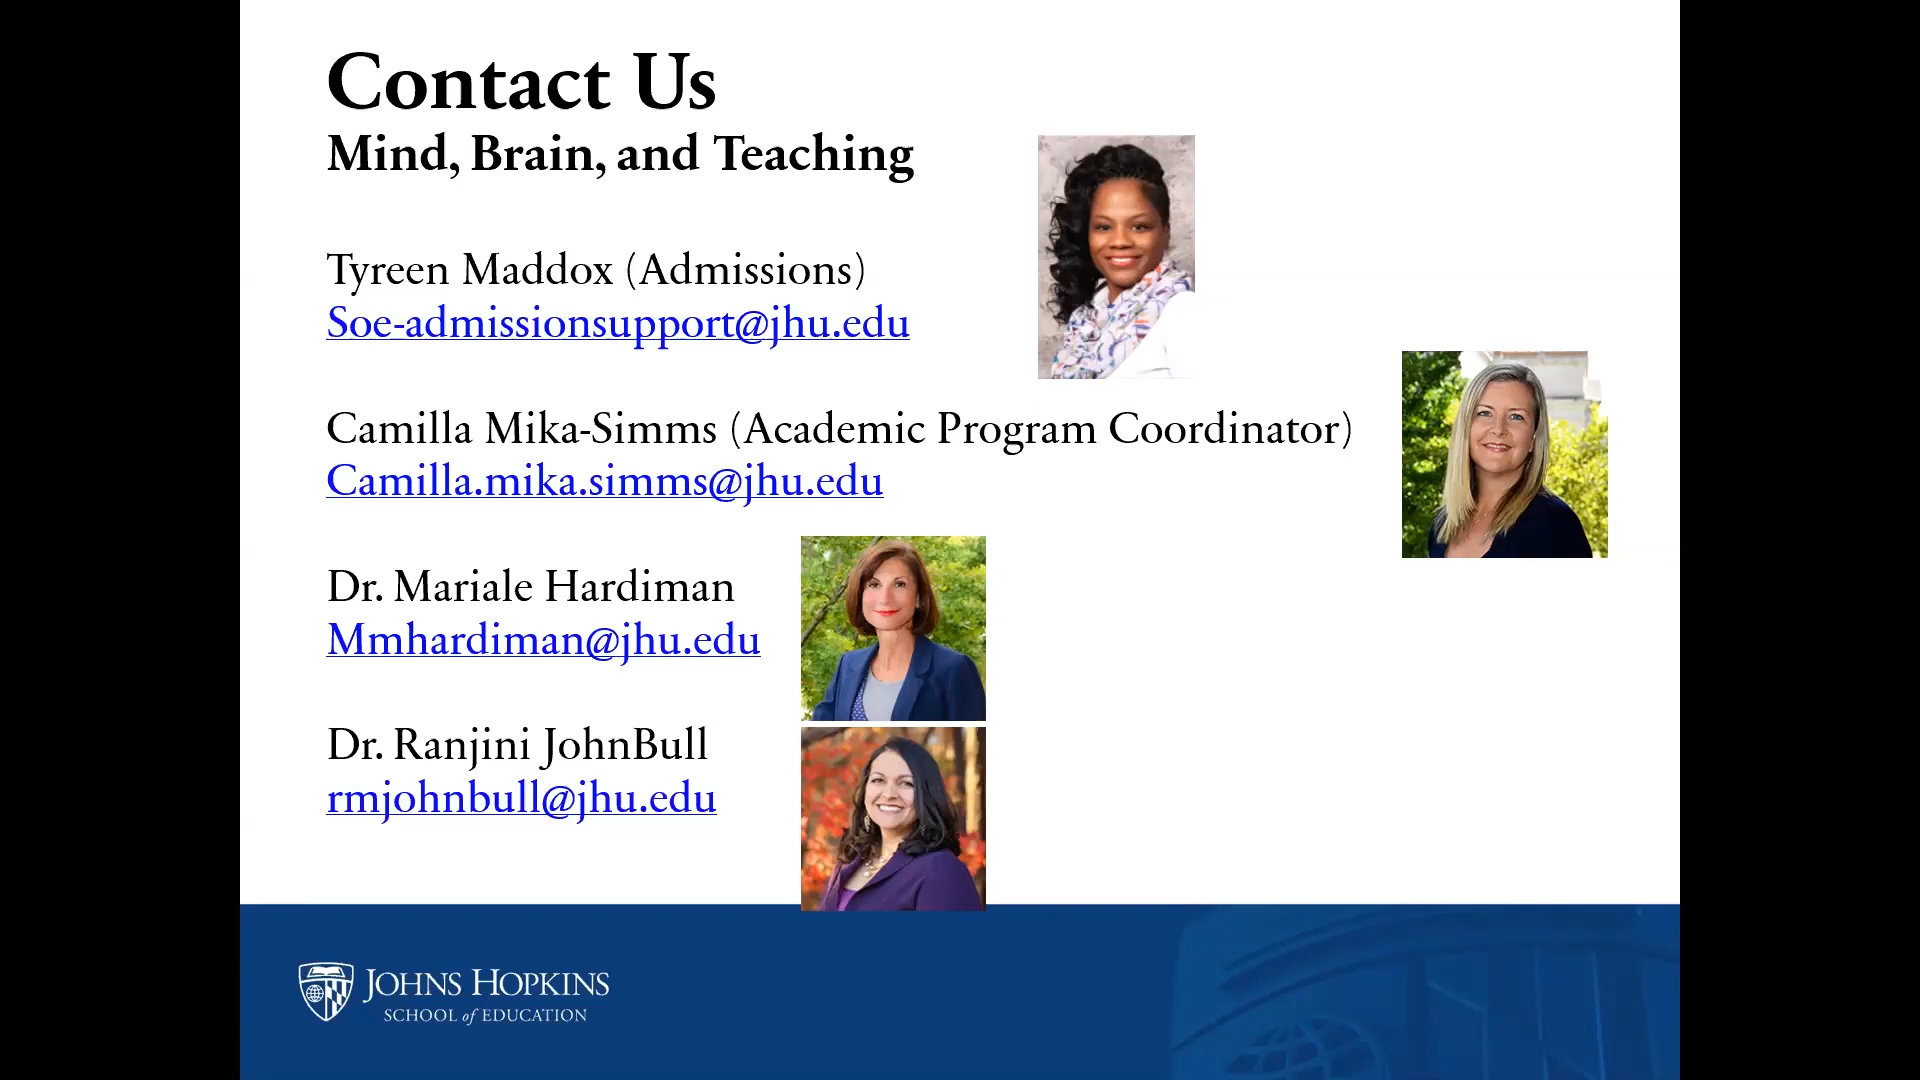 Contact Us
Mind, Brain, and Teaching
Tyreen Maddox (Admissions)
Soe-admissionsupport@jhu.edu
Camilla Mika-Simms (Academic Program Coordinator)
Camilla.mika.simms@jhu.edu
Dr. Mariale Hardiman
Mmhardiman@jhu.edu
Dr. Ranjini JohnBull
rmjohnbull@jhu.edu
JOHNS HOPKINS
SCHOOL of EDUCATION